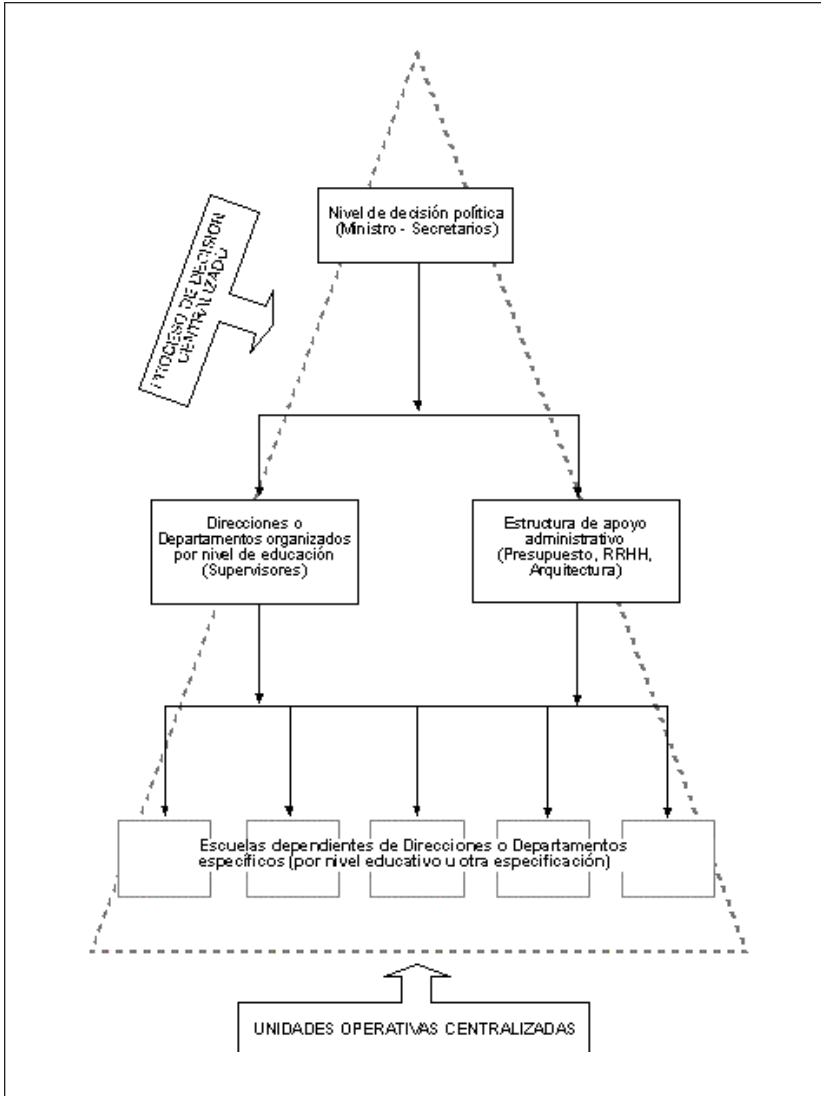 Nivel de decisión política
(Ministro - Secretarios)
PROCESO DE DECISION
CENTRALIZADO
Direcciones o
Departamentos organizados
por nivel de educación
(Supervisores)
Estructura de apoyo
administrativo
(Presupuesto, RRHH,
Arquitectura)
Escuelas dependientes de Direcciones o Departamentos
específicos (por nivel educativo u otra especificación)
UNIDADES OPERATIVAS CENTRALIZADAS